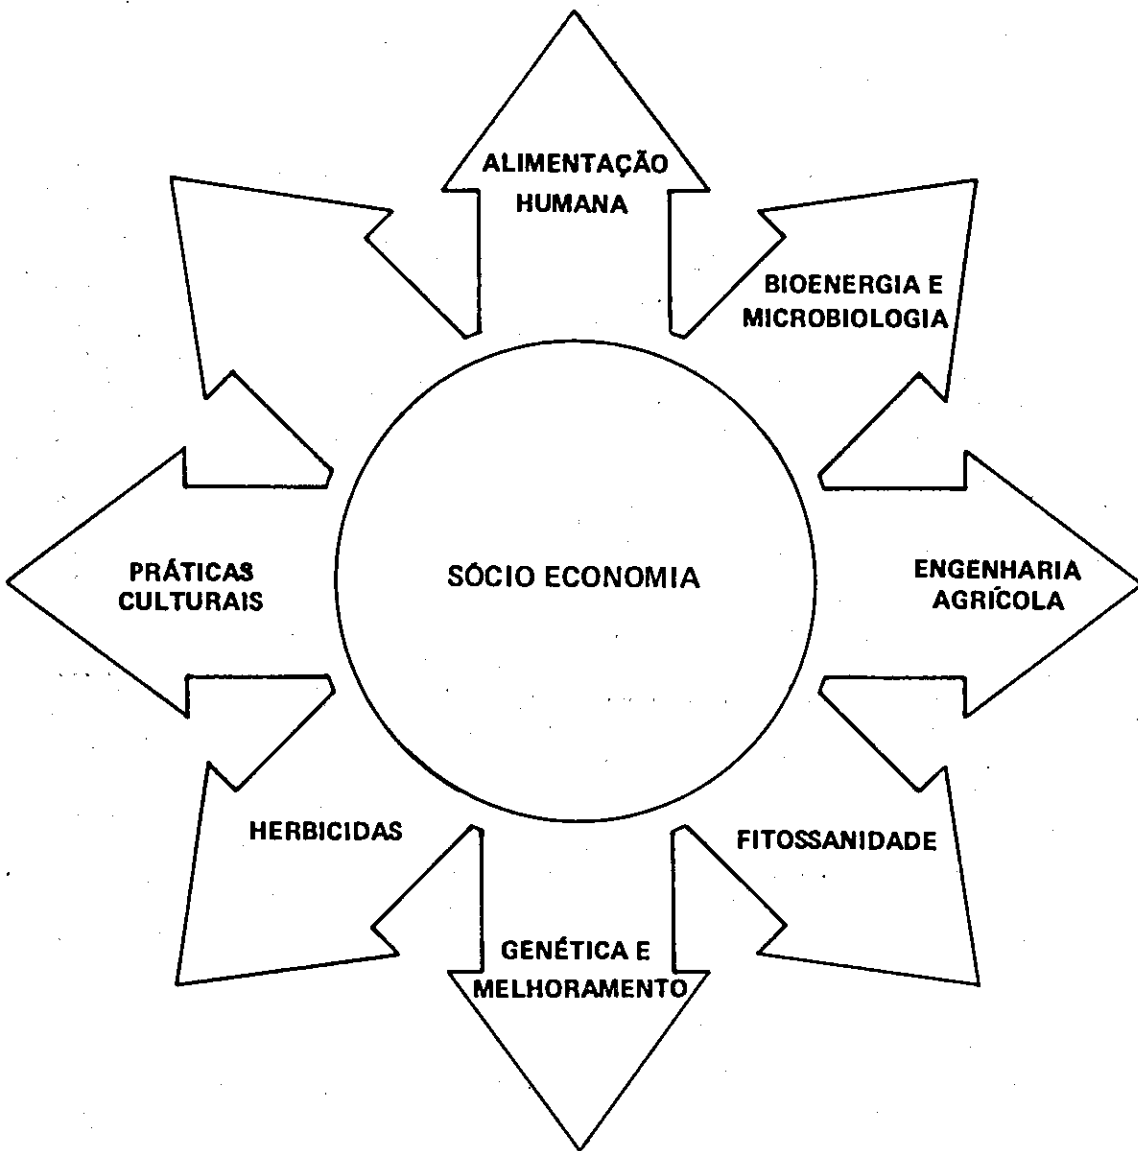 ALIMENTAÇÃO
HUMANA
BIOENERGIA E
MICROBIOLOGIA
PRÁTICAS
CULTURAIS
SÓCIO ECONOMIA
ENGENHARIA
AGRÍCOLA
HERBICIDAS
FITOSSANIDADE
GENÉTICA E
MELHORAMENTO